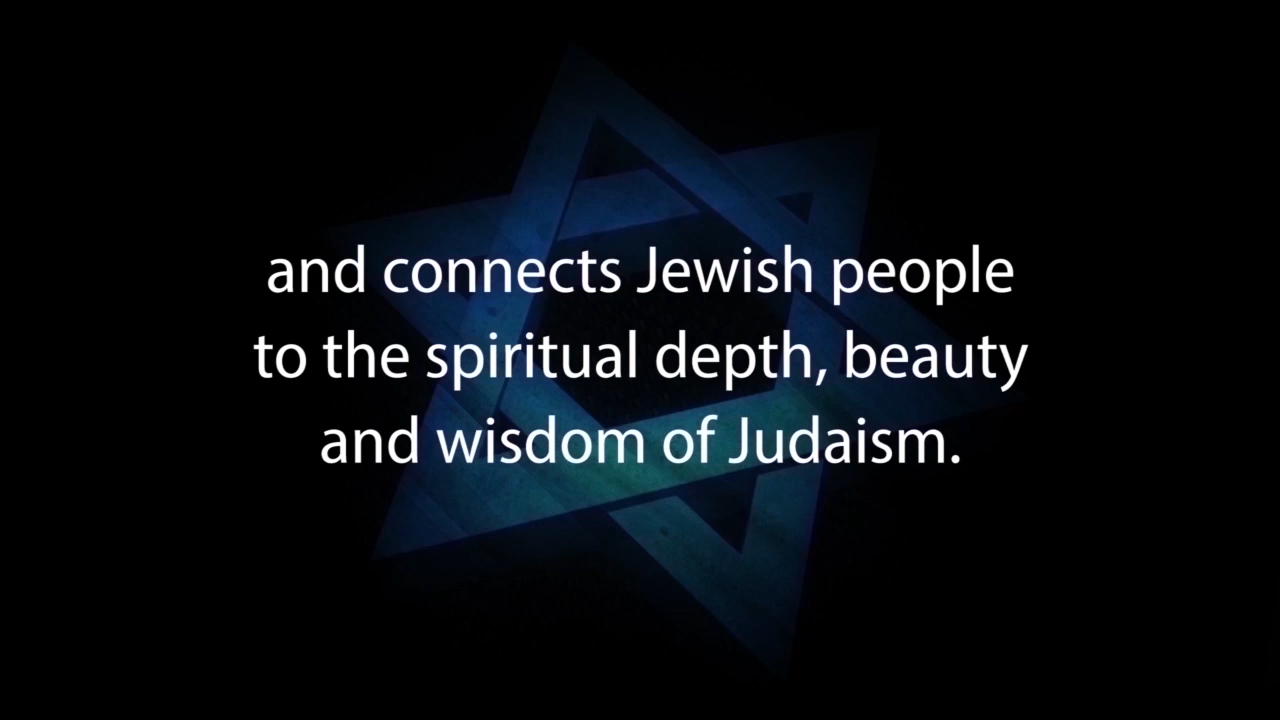 and connects Jewish people
to the spiritual depth, beauty
and wisdom of Judaism.